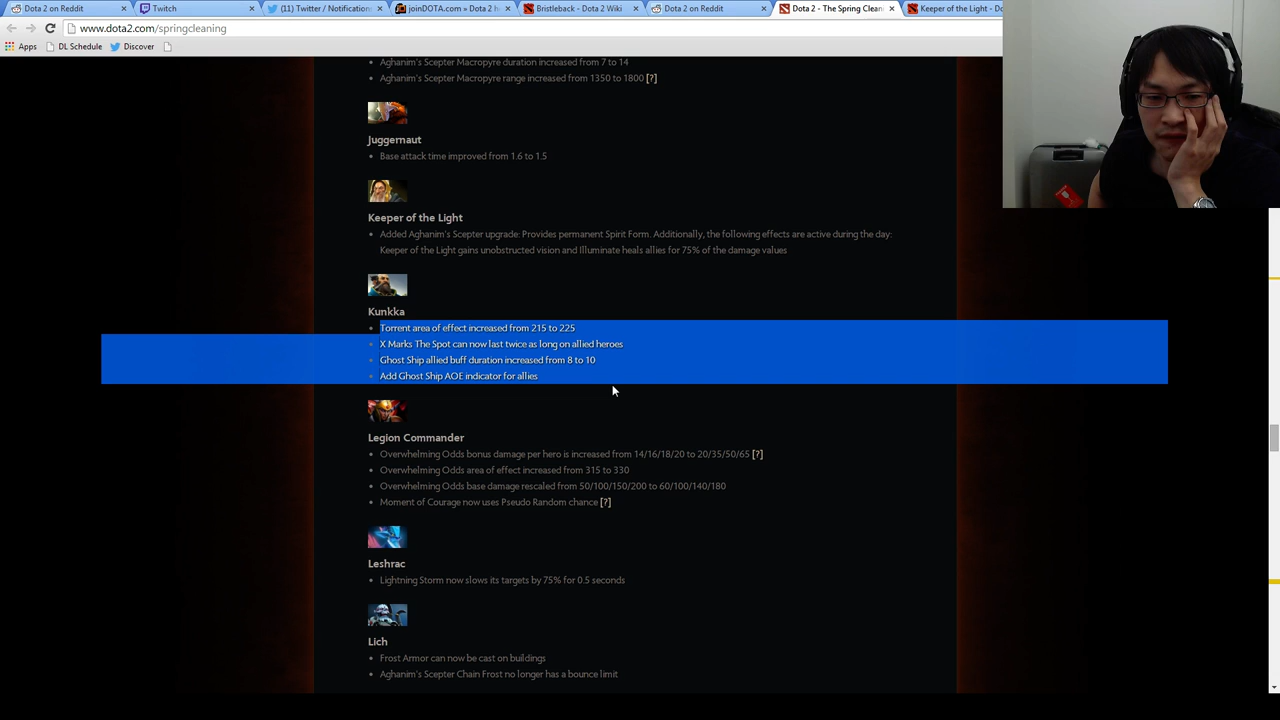 Dota 2 on Reddit
Twitch
(11) Twitter / Notification
joinDOTA.com » Dota 2 h
Bristleback - Dota 2 Wiki
Dota 2 on Reddit
Dota 2 - The Spring Clean
Keeper of the Light - Do
www.dota2.com/springcleaning
Apps
DL Schedule
Discover
Aghanim's Scepter Macropyre duration increased from 7 to 14
Aghanim's Scepter Macropyre range increased from 1350 to 1800 [?]
Juggernaut
Base attack time improved from 1.6 to 1.5
Keeper of the Light
Added Aghanim's Scepter upgrade: Provides permanent Spirit Form. Additionally, the following effects are active during the day:
Keeper of the Light gains unobstructed vision and Illuminate heals allies for 75% of the damage values
Kunkka
Torrent area of effect increased from 215 to 225
X Marks The Spot can now last twice as long on allied heroes
Ghost Ship allied buff duration increased from 8 to 10
Add Ghost Ship AOE indicator for allies
Legion Commander
Overwhelming Odds bonus damage per hero is increased from 14/16/18/20 to 20/35/50/65 [?]
Overwhelming Odds area of effect increased from 315 to 330
Overwhelming Odds base damage rescaled from 50/100/150/200 to 60/100/140/180
Moment of Courage now uses Pseudo Random chance [?]
Leshrac
Lightning Storm now slows its targets by 75% for 0.5 seconds
Lich
Frost Armor can now be cast on buildings
Aghanim's Scepter Chain Frost no longer has a bounce limit